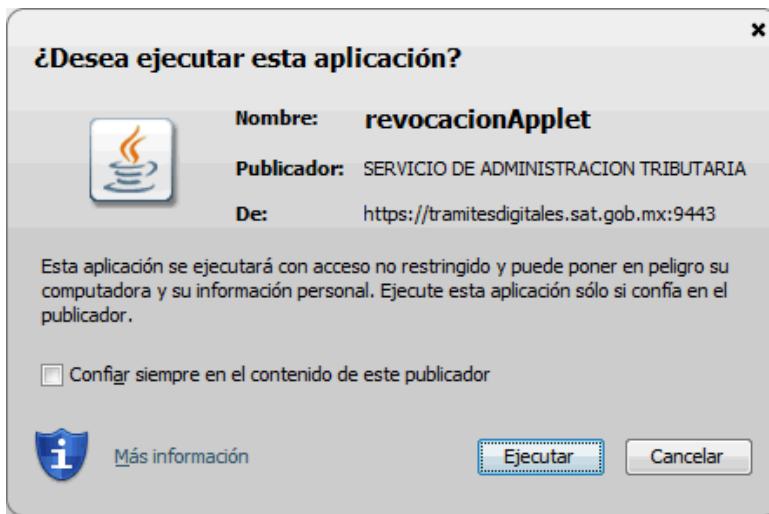 ¿Desea ejecutar esta aplicación?
Nombre: revocacionApplet
Publicador: SERVICIO DE ADMINISTRACION TRIBUTARIA
De: https://tramitesdigitales.sat.gob.mx:9443
Esta aplicación se ejecutará con acceso no restringido y puede poner en peligro su
computadora y su información personal. Ejecute esta aplicación sólo si confía en el
publicador.
Confiar siempre en el contenido de este publicador
Más información
Ejecutar
Cancelar